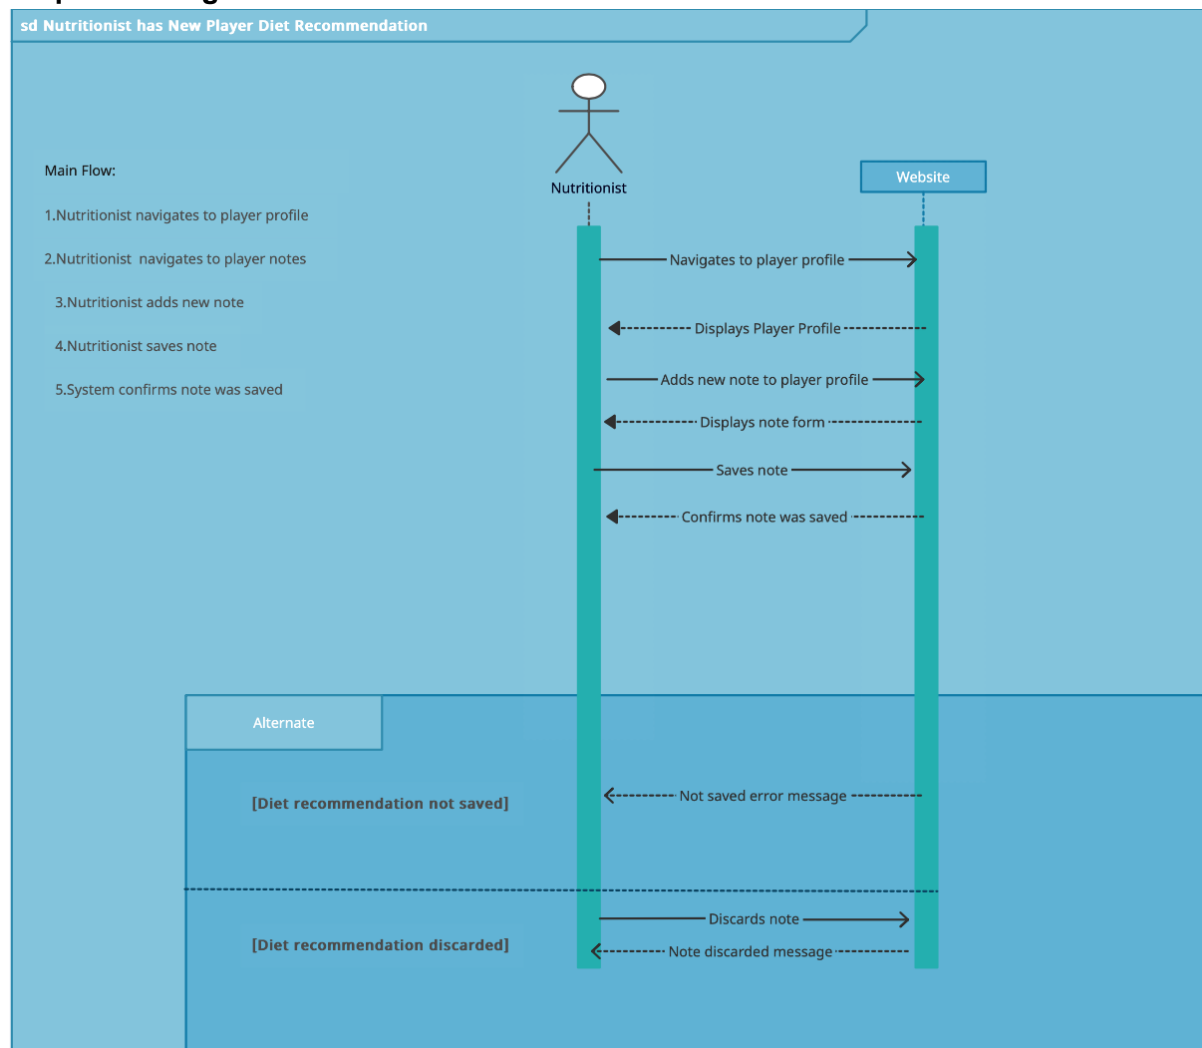 sd Nutritionist has New Player Diet Recommendation
Main Flow:
1.Nutritionist navigates to player profile
2.Nutritionist  navigates to player notes
3.Nutritionist adds new note
4.Nutritionist saves note
5.System confirms note was saved
Nutritionist
Website
Navigates to player profile
Displays Player Profile
Adds new note to player profile
Displays note form
Saves note
Confirms note was saved
Alternate
[Diet recommendation not saved]
Not saved error message
[Diet recommendation discarded]
Discards note
Note discarded message